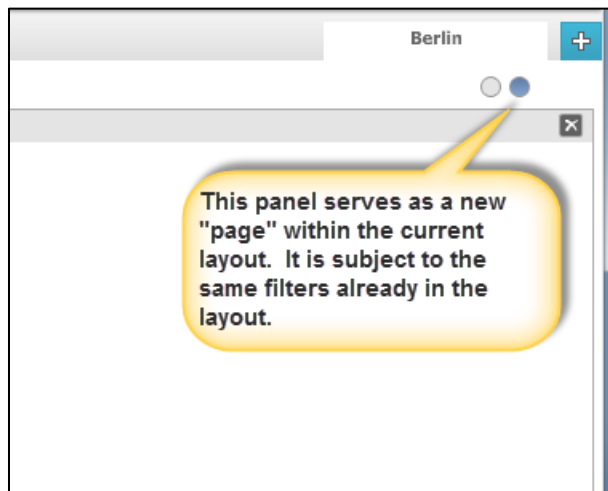 Berlin
This panel serves as a new
"page" within the current
layout.  It is subject to the
same filters already in the
layout.